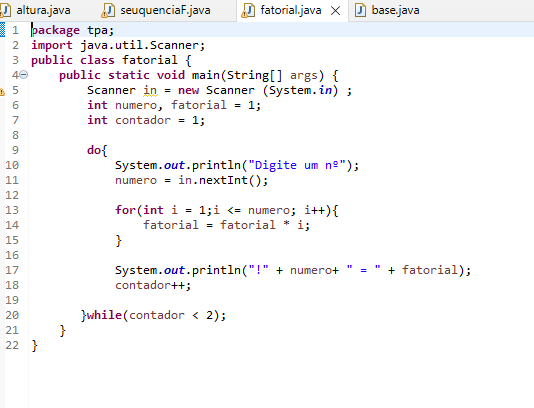 altura.java seuquenciaF.java fatorial.java base.java
1 package tpa;
2 import java.util.Scanner;
3 public class fatorial {
4 public static void main(String[] args) {
5 Scanner in = new Scanner (System.in) ;
6 int numero, fatorial = 1;
7 int contador = 1;
8
9 do{
10 System.out.println("Digite um nº");
11 numero = in.nextInt();
12
13 for(int i = 1;i <= numero; i++){
14 fatorial = fatorial * i;
15 }
16
17 System.out.println("!" + numero+ " = " + fatorial);
18 contador++;
19
20 }while(contador < 2);
21 }
22 }